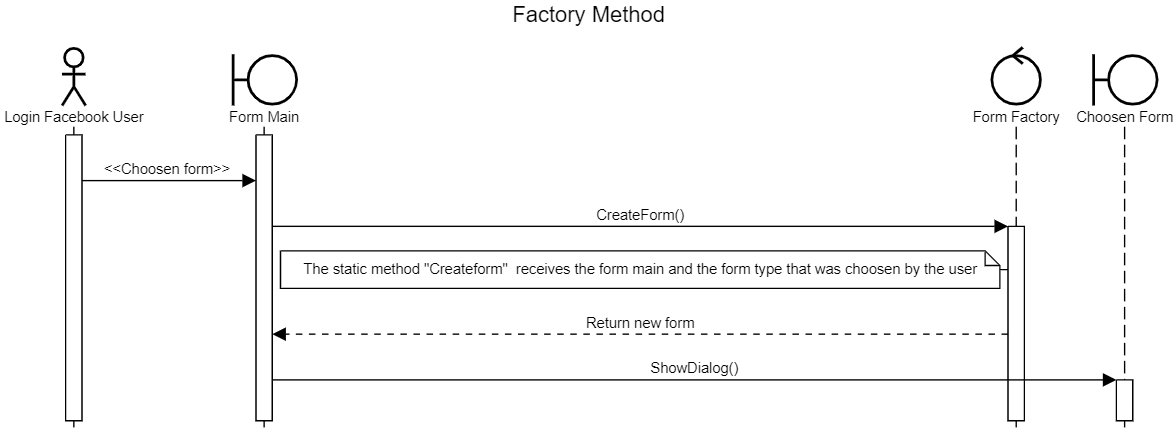 Factory Method
Login Facebook User
Form Main
Form Factory
Choosen Form
<<Choosen form>>
CreateForm()
The static method "Createform"  receives the form main and the form type that was choosen by the user
Return new form
ShowDialog()